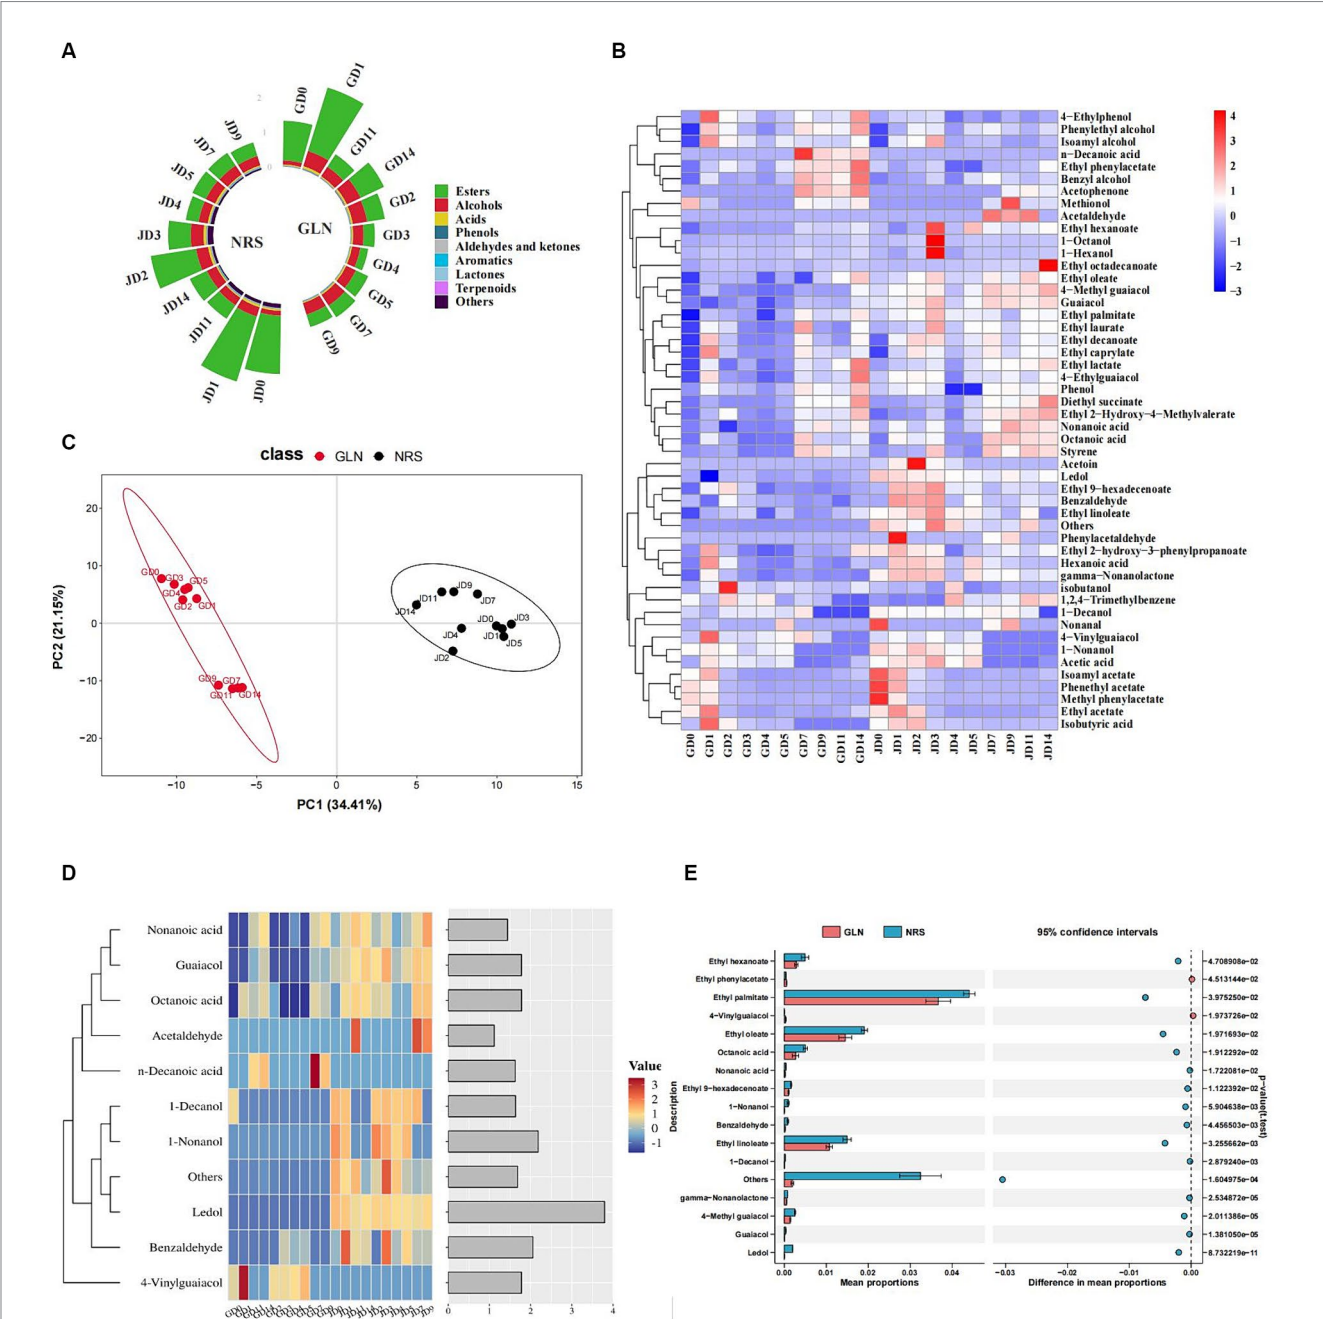 A
GD0
GD1
GD11
GD14
GD2
GD3
GD4
GD5
GD7
GD9
JD0
JD1
JD11
JD14
JD2
JD3
JD4
JD5
JD7
JD9
2
1
0
NRS
GLN
Esters
Alcohols
Acids
Phenols
Aldehydes and ketones
Aromatics
Lactones
Terpenoids
Others
B
4−Ethylphenol
Phenylethyl alcohol
Isoamyl alcohol
n−Decanoic acid
Ethyl phenylacetate
Benzyl alcohol
Acetophenone
Methionol
Acetaldehyde
Ethyl hexanoate
1−Octanol
1−Hexanol
Ethyl octadecanoate
Ethyl oleate
4−Methyl guaiacol
Guaiacol
Ethyl palmitate
Ethyl laurate
Ethyl decanoate
Ethyl caprylate
Ethyl lactate
4−Ethylguaiacol
Phenol
Diethyl succinate
Ethyl 2−Hydroxy−4−Methylvalerate
Nonanoic acid
Octanoic acid
Styrene
Acetoin
Ledol
Ethyl 9−hexadecenoate
Benzaldehyde
Ethyl linoleate
Others
Phenylacetaldehyde
Ethyl 2−hydroxy−3−phenylpropanoate
Hexanoic acid
gamma−Nonanolactone
isobutanol
1,2,4−Trimethylbenzene
1−Decanol
Nonanal
4−Vinylguaiacol
1−Nonanol
Acetic acid
Isoamyl acetate
Phenethyl acetate
Methyl phenylacetate
Ethyl acetate
Isobutyric acid
GD0 GD1 GD2 GD3 GD4 GD5 GD7 GD9 GD11 GD14 JD0 JD1 JD2 JD3 JD4 JD5 JD7 JD9 JD11 JD14
4
3
2
1
0
−1
−2
−3
C
class GLN NRS
PC2 (21.15%)
20
10
0
−10
−20
GD0
GD3
GD5
GD4
GD2
GD1
GD9
GD7
GD11
GD14
JD9
JD11
JD7
JD14
JD0
JD3
JD4
JD1
JD5
JD2
−10 −5 0 5 10 15
PC1 (34.41%)
D
Nonanoic acid
Guaiacol
Octanoic acid
Acetaldehyde
n−Decanoic acid
1−Decanol
1−Nonanol
Others
Ledol
Benzaldehyde
4−Vinylguaiacol
0 1 2 3 4
Value
3
2
1
0
-1
Description
E
GLN NRS
95% confidence intervals
Ethyl hexanoate 4.708908e−02
Ethyl phenylacetate 4.513144e−02
Ethyl palmitate 3.975250e−02
4−Vinylguaiacol 1.973726e−02
Ethyl oleate 1.971693e−02
Octanoic acid 1.912292e−02
Nonanoic acid 1.722081e−02
Ethyl 9−hexadecenoate 1.122392e−02
1−Nonanol 5.904638e−03
Benzaldehyde 4.456503e−03
Ethyl linoleate 3.255662e−03
1−Decanol 2.879240e−03
Others 1.604975e−04
gamma−Nonanolactone 2.534872e−05
4−Methyl guaiacol 2.011386e−05
Guaiacol 1.381050e−05
Ledol 8.732219e−11
p−value(t.test)
0.00 0.01 0.02 0.03 0.04 −0.03 −0.02 −0.01 0.00
Mean proportions Difference in mean proportions